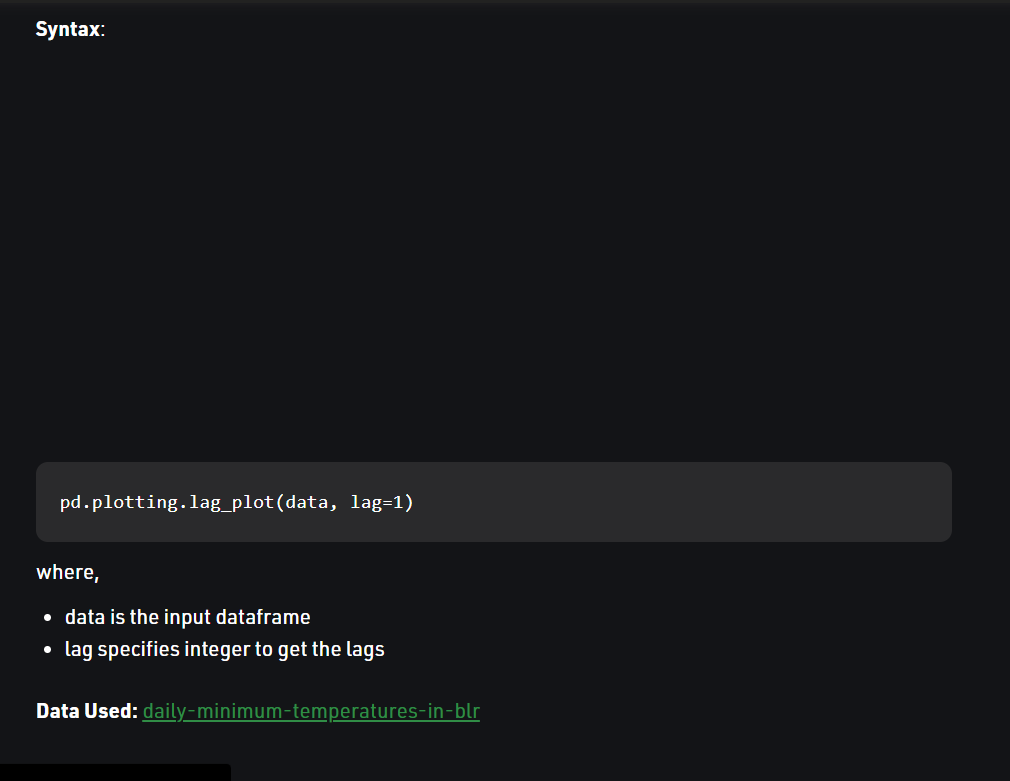 Syntax:
pd.plotting.lag_plot(data, lag=1)
where,
• data is the input dataframe
• lag specifies integer to get the lags
Data Used: daily-minimum-temperatures-in-blr